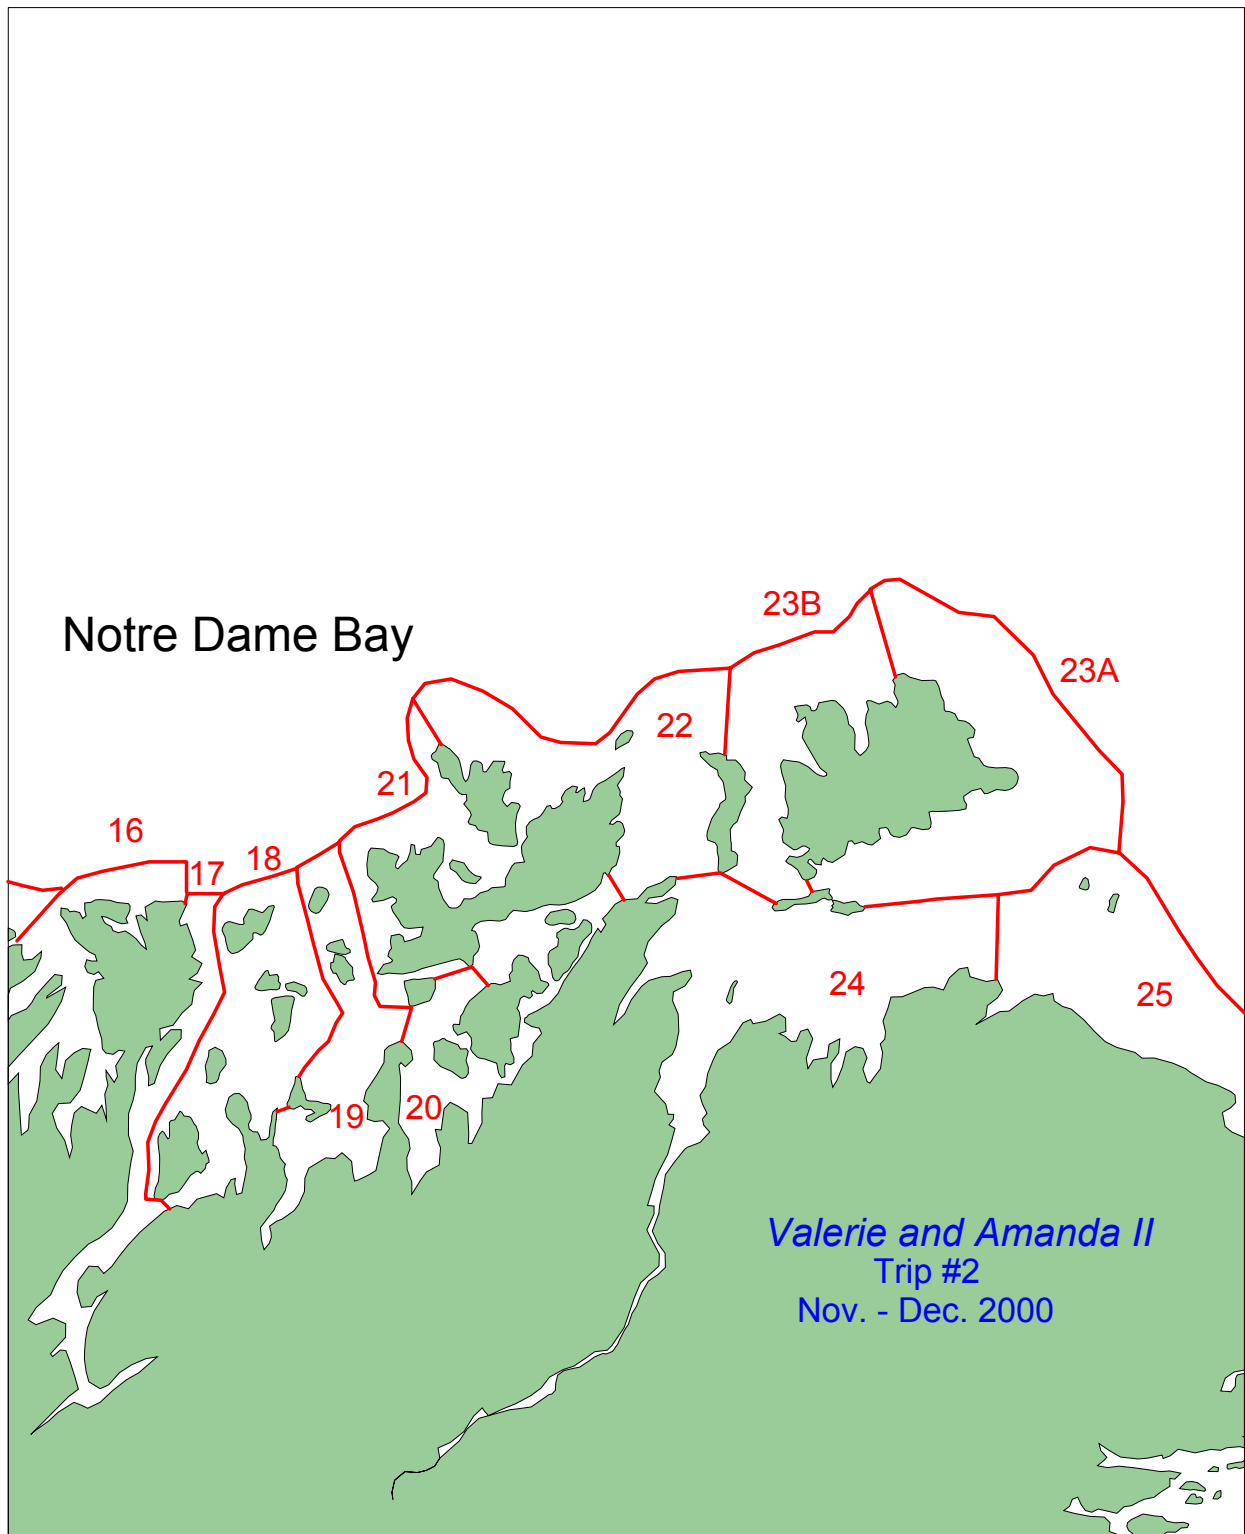 23B
Notre Dame Bay
23A
22
21
16
18
17
24
25
20
19
Valerie and Amanda II
Trip #2
Nov. - Dec. 2000